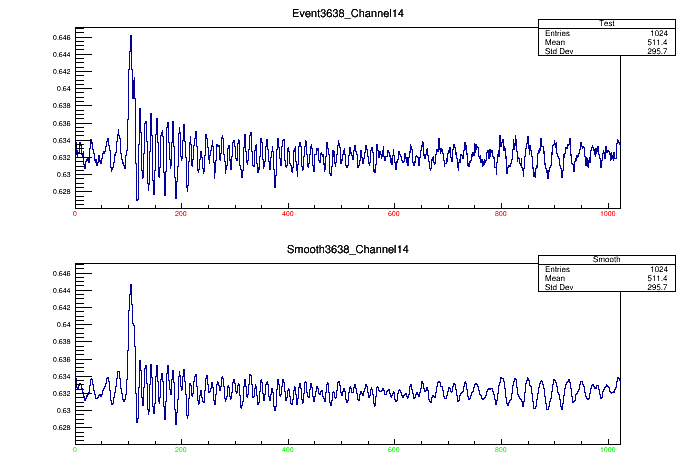 Event3638_Channel14
Test
Entries 1024
Mean 511.4
Std Dev 295.7
0.646
0.644
0.642
0.64
0.638
0.636
0.634
0.632
0.63
0.628
0 200 400 600 800 1000
Smooth3638_Channel14
Smooth
Entries 1024
Mean 511.4
Std Dev 295.7
0.646
0.644
0.642
0.64
0.638
0.636
0.634
0.632
0.63
0.628
0 200 400 600 800 1000